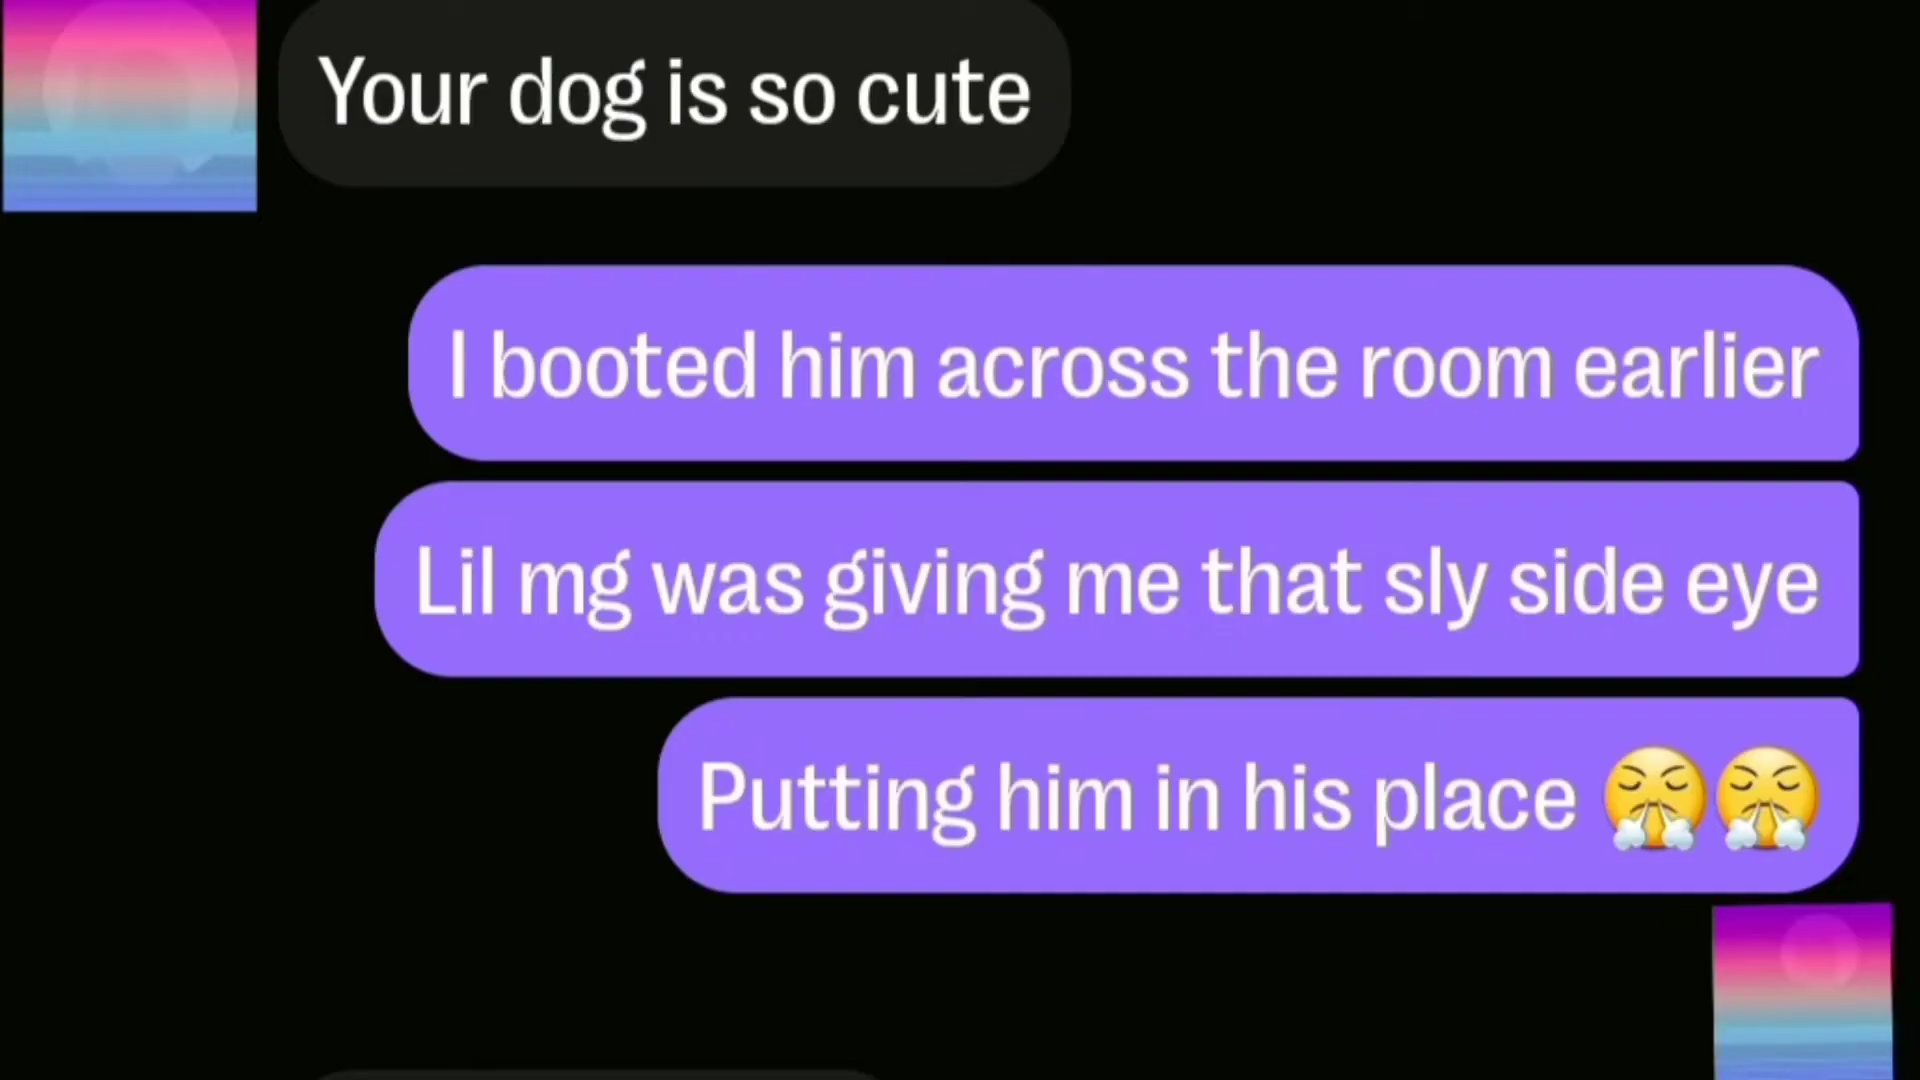 Your dog is so cute
I booted him across the room earlier
Lil mg was giving me that sly side eye
Putting him in his place 😤😤